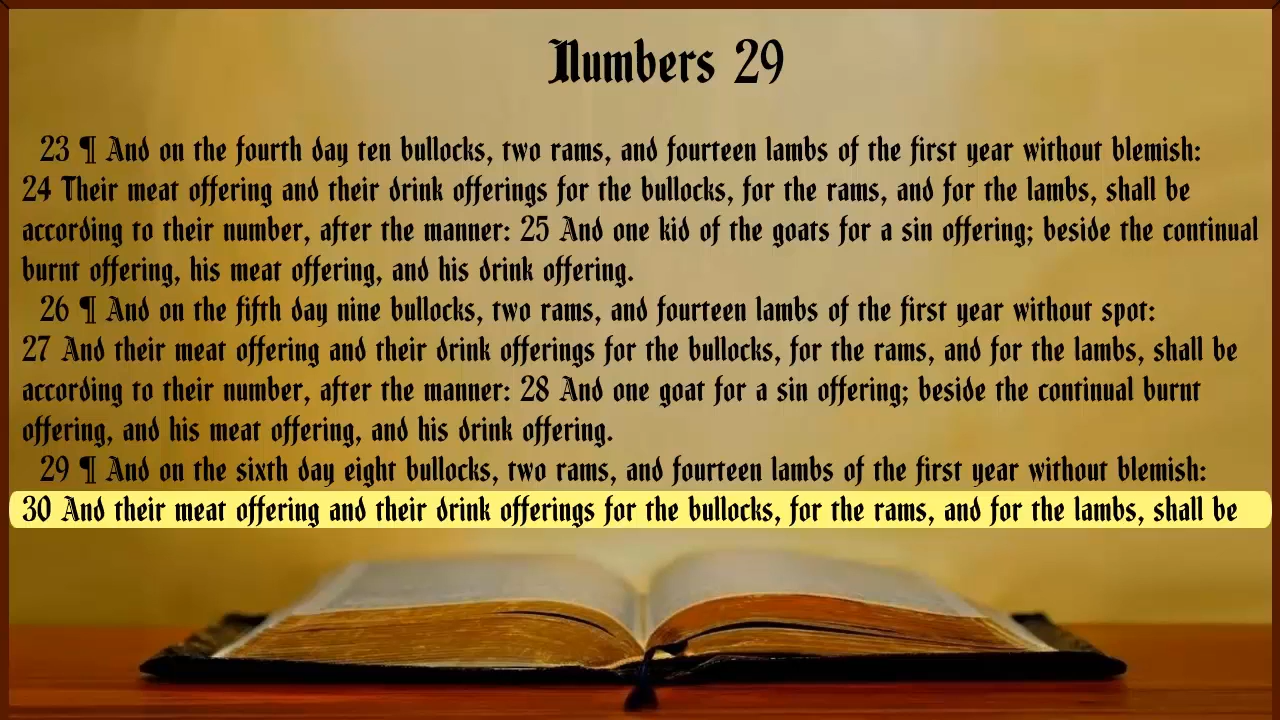 Numbers 29
23 ¶ And on the fourth day ten bullocks, two rams, and fourteen lambs of the first year without blemish:
24 Their meat offering and their drink offerings for the bullocks, for the rams, and for the lambs, shall be
according to their number, after the manner: 25 And one kid of the goats for a sin offering; beside the continual
burnt offering, his meat offering, and his drink offering.
26 ¶ And on the fifth day nine bullocks, two rams, and fourteen lambs of the first year without spot:
27 And their meat offering and their drink offerings for the bullocks, for the rams, and for the lambs, shall be
according to their number, after the manner: 28 And one goat for a sin offering; beside the continual burnt
offering, and his meat offering, and his drink offering.
29 ¶ And on the sixth day eight bullocks, two rams, and fourteen lambs of the first year without blemish:
30 And their meat offering and their drink offerings for the bullocks, for the rams, and for the lambs, shall be